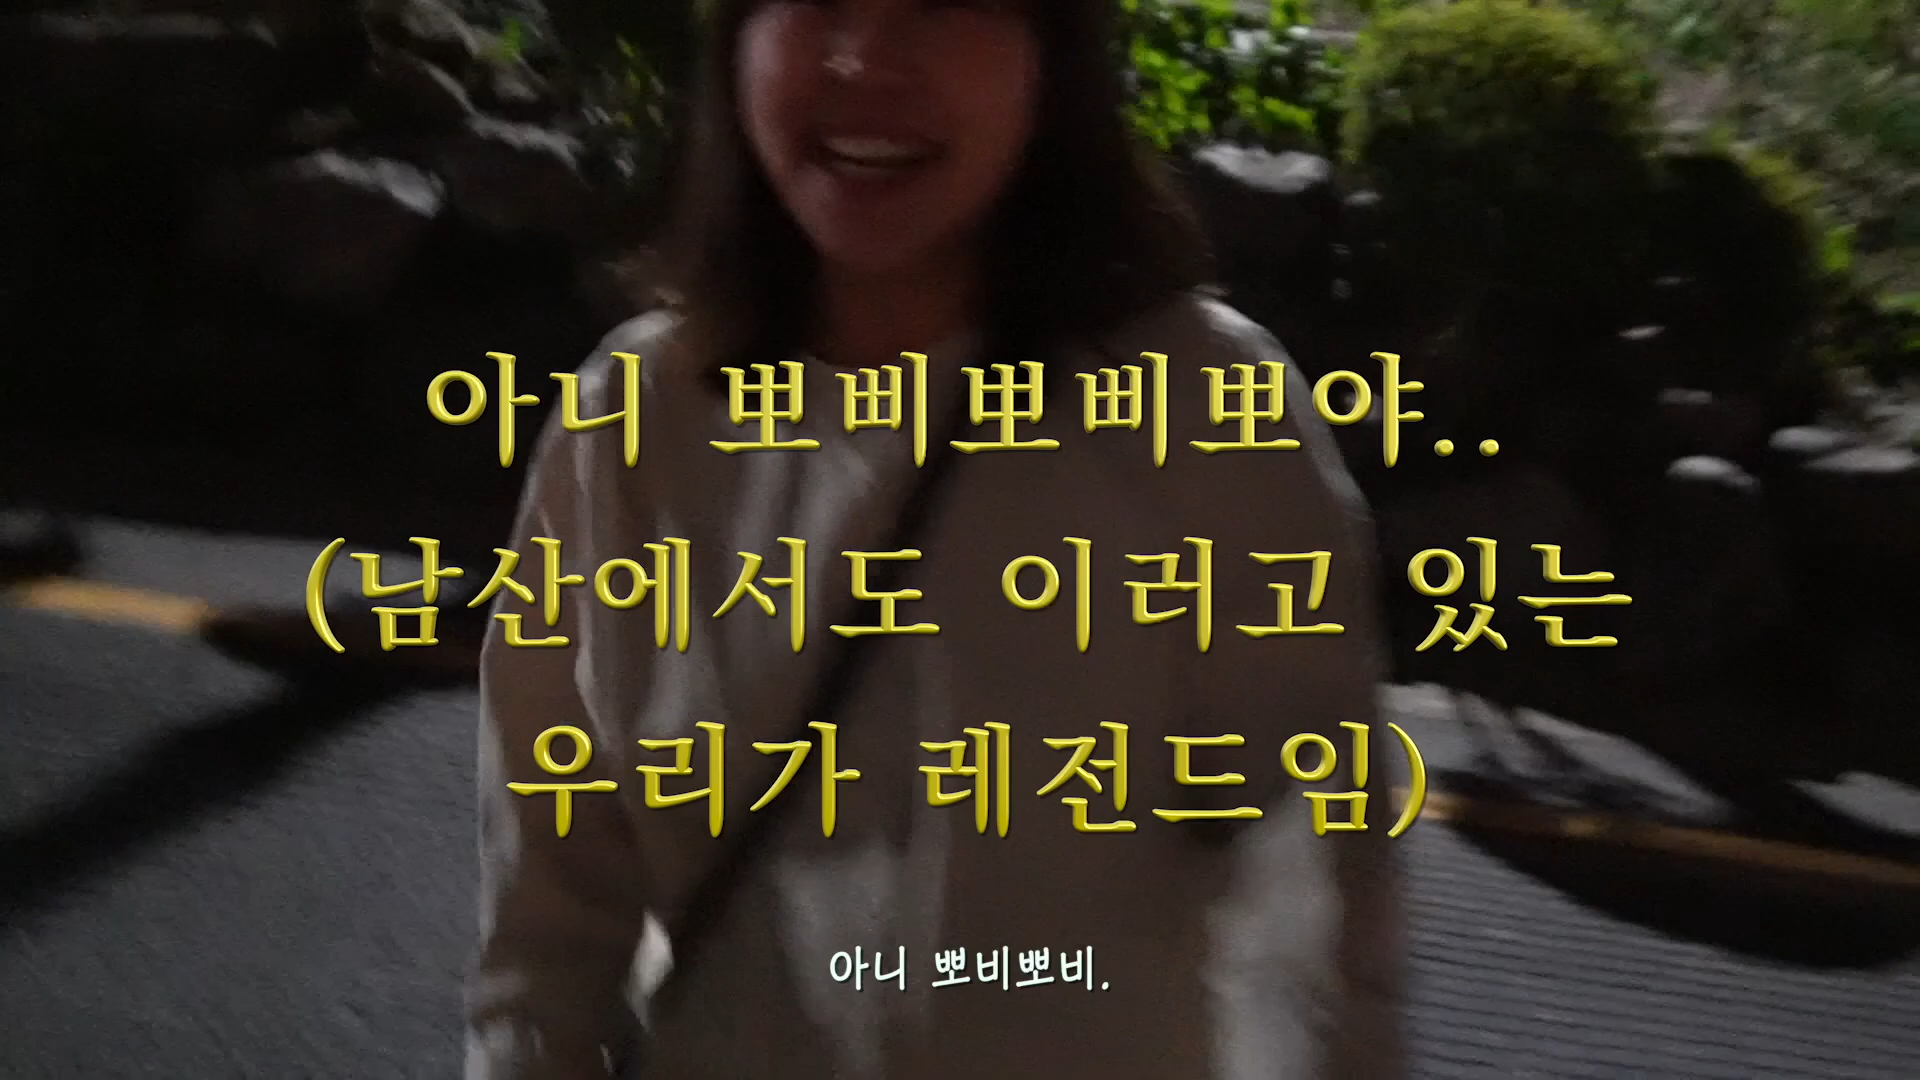 아니 뽀삐뽀삐뽀야..
(남산에서도 이러고 있는
우리가 레전드임)
아니 뽀비뽀비.